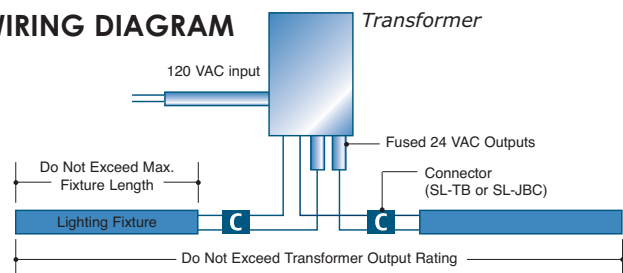 WIRING DIAGRAM
Transformer
120 VAC input
Fused 24 VAC Outputs
Do Not Exceed Max.
Fixture Length
Connector
(SL-TB or SL-JBC)
Lighting Fixture
C
C
Do Not Exceed Transformer Output Rating